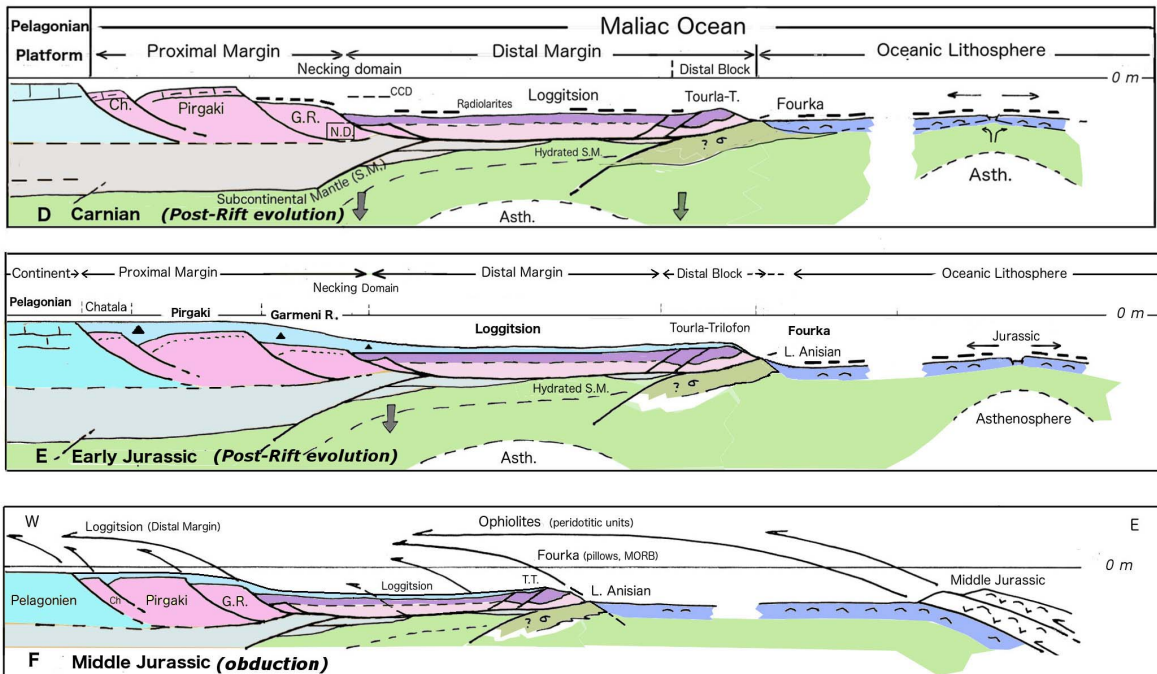 Pelagonian
Platform
Maliac Ocean
Proximal Margin
Distal Margin
Oceanic Lithosphere
Necking domain
Distal Block
0 m
CCD
Ch.
Pirgaki
G.R.
N.D.
Radiolarites
Loggitsion
Tourla-T.
Fourka
Hydrated S.M.
? σ
Subcontinental Mantle (S.M.)
Asth.
Asth.
D Carnian (Post-Rift evolution)
Continent
Proximal Margin
Distal Margin
Distal Block
Oceanic Lithosphere
Necking Domain
Pelagonian
Chatala
Pirgaki
Garmeni R.
0 m
Loggitsion
Tourla-Trilofon
Fourka
L. Anisian
Jurassic
Hydrated S.M.
? σ
Asthenosphere
Asth.
E Early Jurassic (Post-Rift evolution)
W
E
Loggitsion (Distal Margin)
Ophiolites (peridotitic units)
Fourka (pillows, MORB)
0 m
Loggitsion
T.T.
L. Anisian
Middle Jurassic
Pelagonien
Ch
Pirgaki
G.R.
? σ
F Middle Jurassic (obduction)